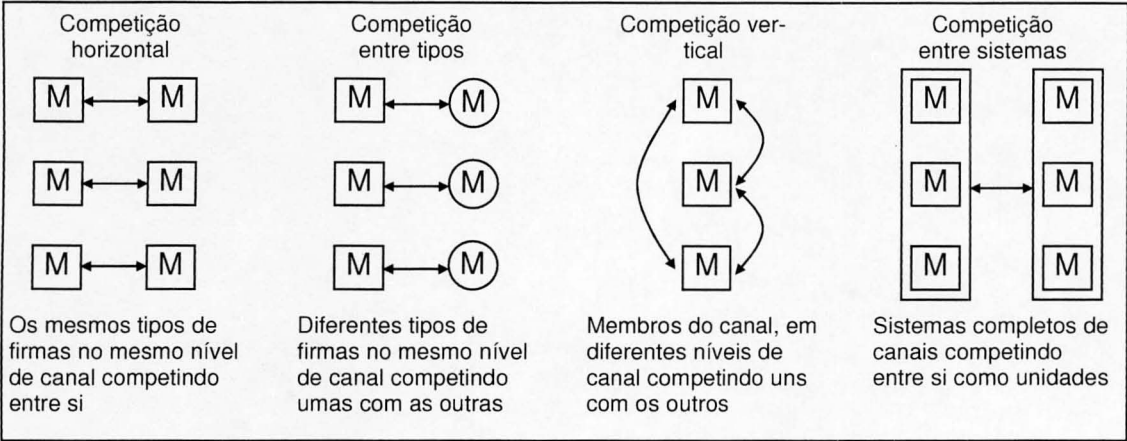 Competição
horizontal
M M
M M
M M
Os mesmos tipos de
firmas no mesmo nível
de canal competindo
entre si
Competição
entre tipos
M M
M M
M M
Diferentes tipos de
firmas no mesmo nível
de canal competindo
umas com as outras
Competição ver-
tical
M
M
M
Membros do canal, em
diferentes níveis de
canal competindo uns
com os outros
Competição
entre sistemas
M M
M M
M M
Sistemas completos de
canais competindo
entre si como unidades